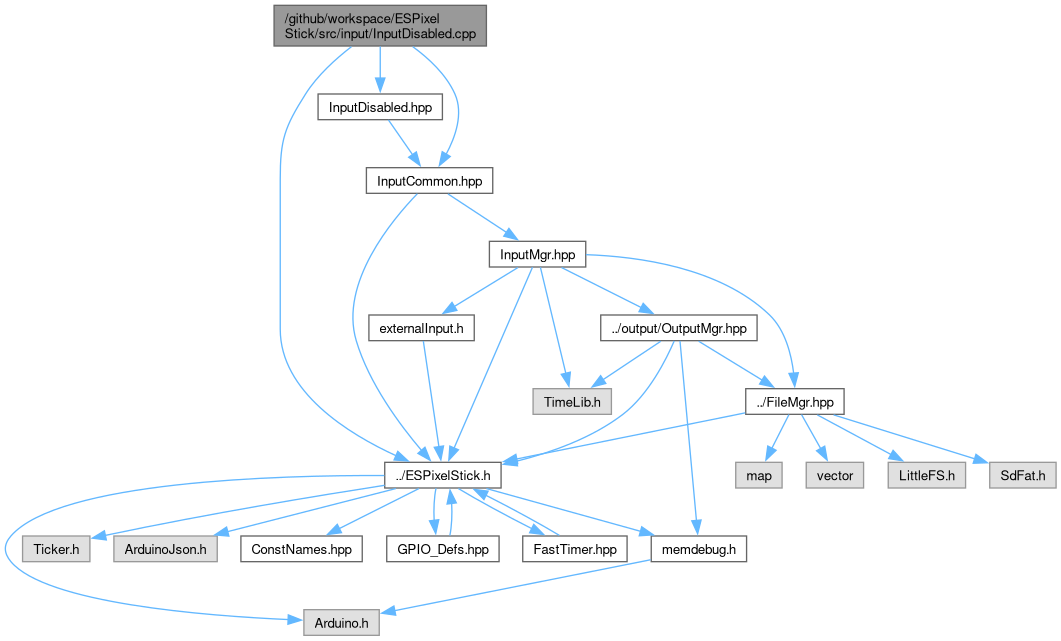 /github/workspace/ESPixel
Stick/src/input/InputDisabled.cpp
InputDisabled.hpp
InputCommon.hpp
InputMgr.hpp
externalInput.h
../output/OutputMgr.hpp
TimeLib.h
../FileMgr.hpp
../ESPixelStick.h
map
vector
LittleFS.h
SdFat.h
Ticker.h
ArduinoJson.h
ConstNames.hpp
GPIO_Defs.hpp
FastTimer.hpp
memdebug.h
Arduino.h